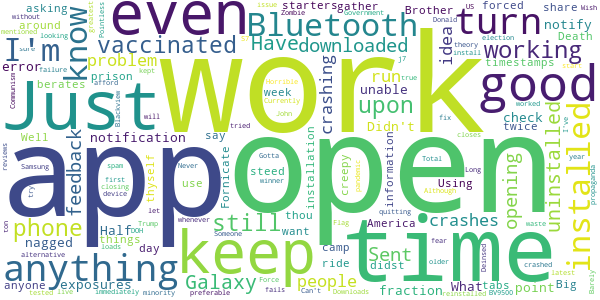 asking
without
around
mentioned
error
berates
Communism
Failure
reviews
Samsung
try
ton
alternative
tested
live
even
I'm
know
vaccinated
problem
prison
Blackview
Just
work
app
open
Bluetooth
Have
downloaded
starters
gather
Zombie
Government
issue
Brother
Donald
idea
US
forced
theory
install
election
turn
share
notify
Death
timestamps
greatest
Pointless
looking
Wish
working
good
crashing
run
unable
week
Currently
John
Horrible
kept
afford
tried
will
upon
Didn't
check
twice
j7
true
fix
worked
closes
notification
Well
feedback
spam
first
closing
device
Never
say
use
Fornicate
steed
winner
Gotta
installation
creepy
pandemic
information
Total
Using
Long
Although
opening
uninstalled
installed
I've
year
propaganda
start
thyself
phone
nagged
anyone
exposures
Half
things
DOH
loads
Trump
day
let
whenever
Someone
immediately
minority
preferable
still
keep
Galaxy
Force
fails
thou
want
people
Can't
camp
ride
Flag
Downloads
America
Sent
didst
fraction
fear
older
quitting
crashed
time
crashes
What
tabs
point
Big
waste
latest
Barely
Deinsed
reinstalled
BV9500
anything